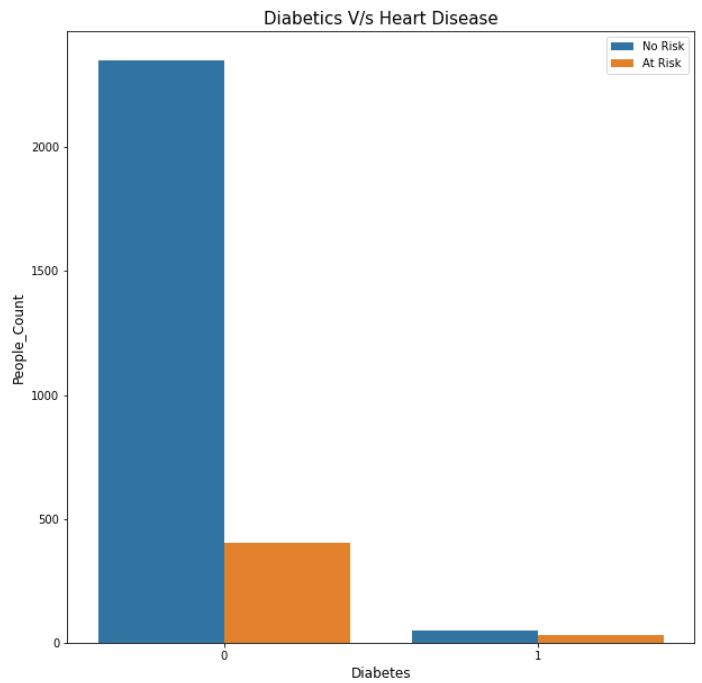 Diabetics V/s Heart Disease
No Risk
At Risk
2000
1500
1000
500
0
People_Count
0 1
Diabetes